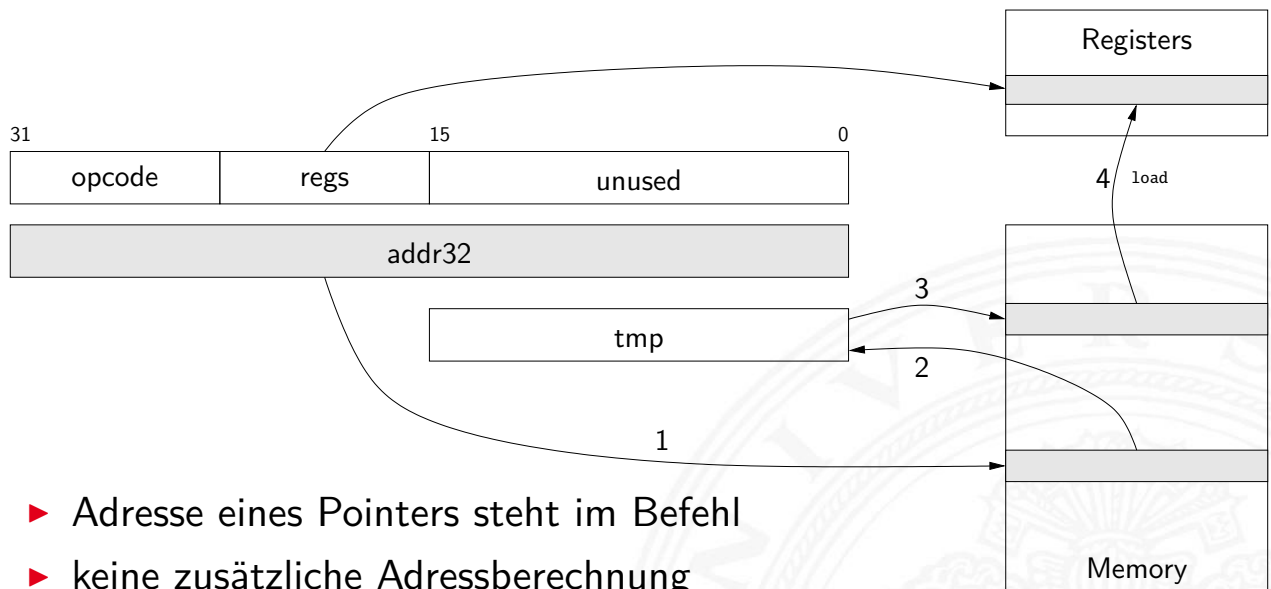 Registers
31 15 0
opcode regs unused
4 load
addr32
3
tmp
2
1
▶ Adresse eines Pointers steht im Befehl
▶ keine zusätzliche Adressberechnung
Memory